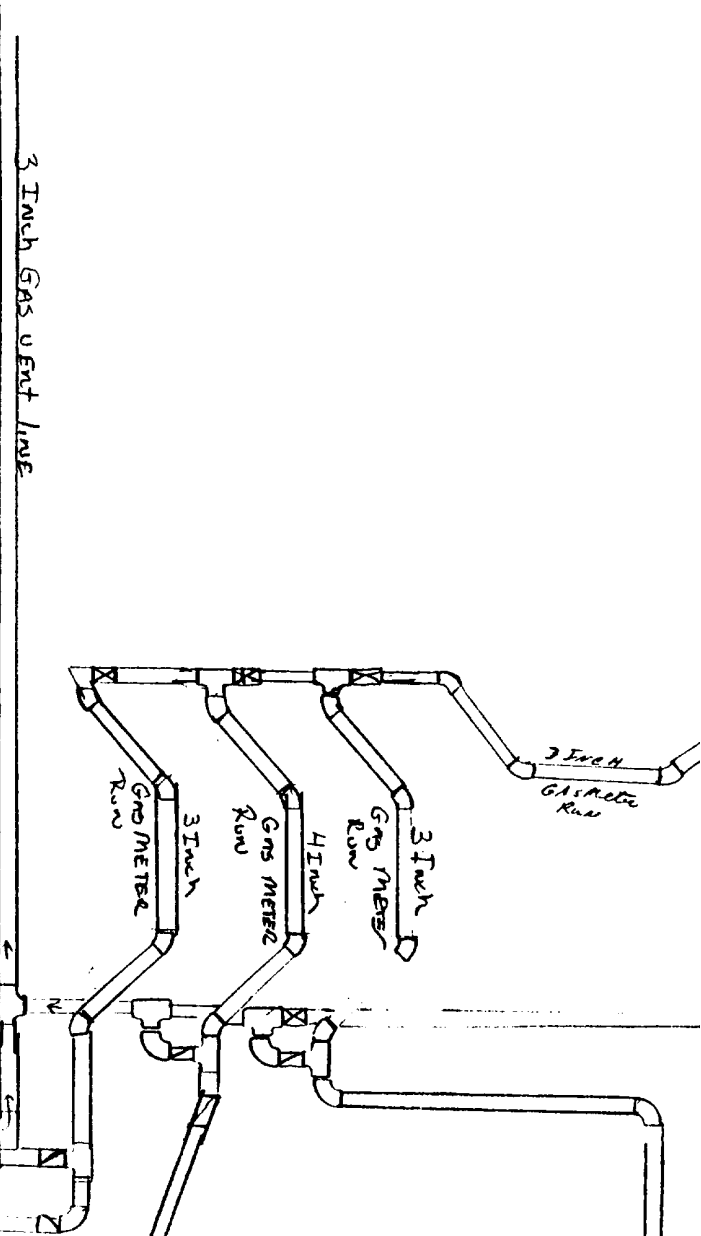 3 Inch GAS vEnt linE
3 Inch
GAS Meter
Run
3 Inch
GAS METER
Run
4 Inch
GAS METER
Run
3 Inch
GAS METER
Run